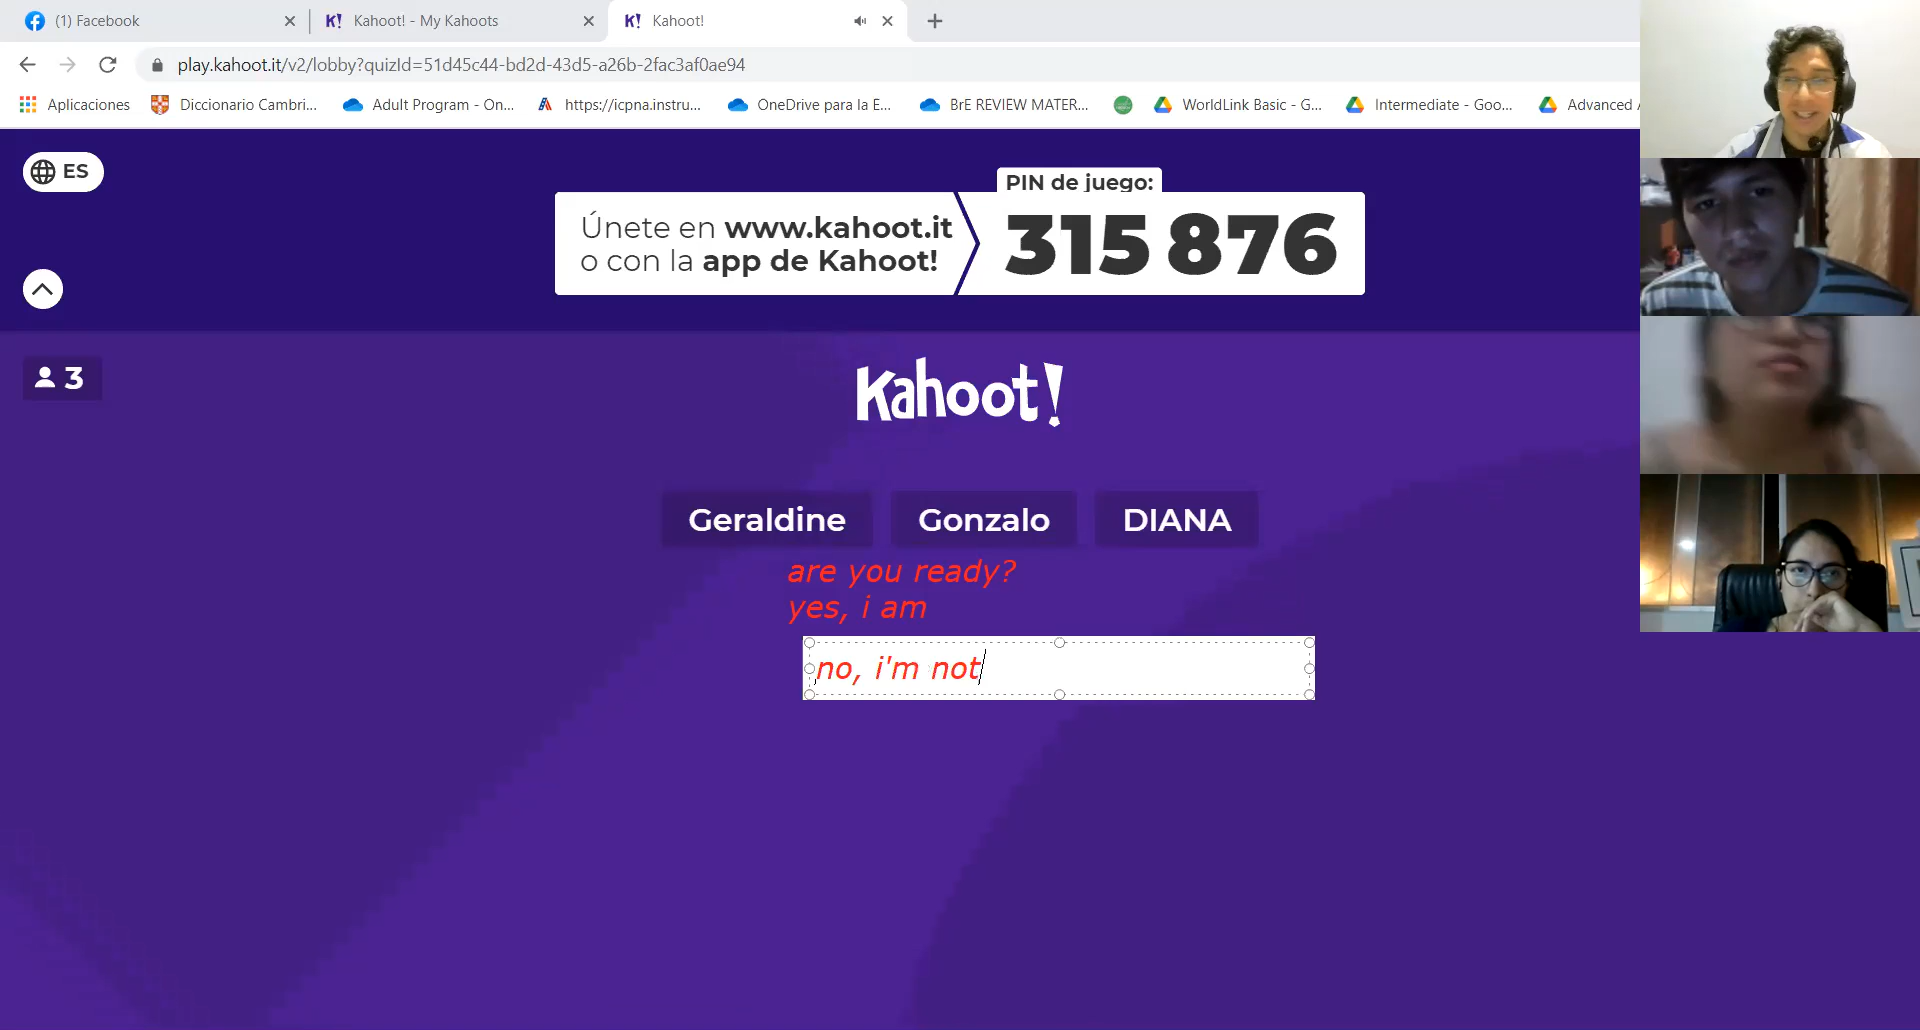 (1) Facebook
Kahoot! - My Kahoots
Kahoot!
play.kahoot.it/v2/lobby?quizId=51d45c44-bd2d-43d5-a26b-2fac3af0ae94
Aplicaciones
Diccionario Cambri...
Adult Program - On...
https://icpna.instru...
OneDrive para la E...
BrE REVIEW MATER...
WorldLink Basic - G...
Intermediate - Goo...
Advanced
ES
PIN de juego:
Únete en www.kahoot.it
o con la app de Kahoot!
315 876
3
Kahoot!
Geraldine
Gonzalo
DIANA
are you ready?
yes, i am
no, i'm not